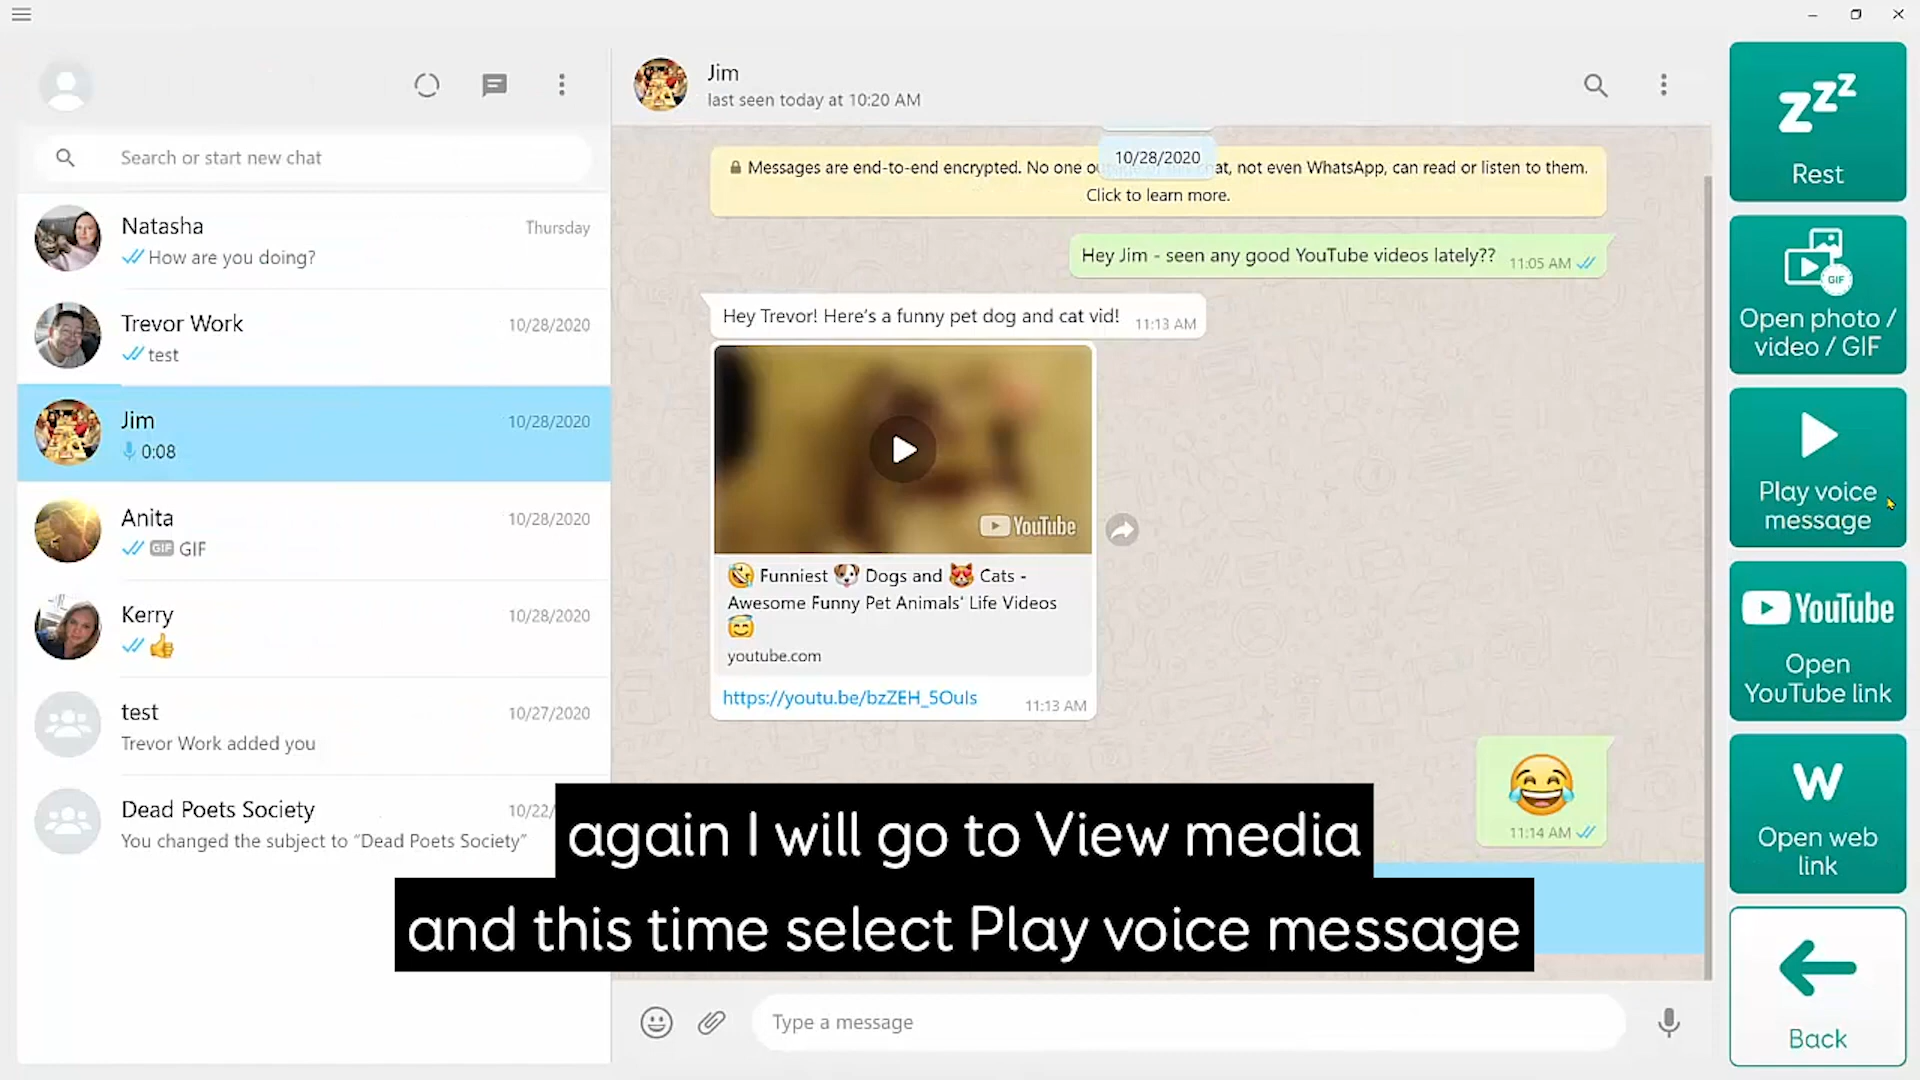 Search or start new chat
Natasha
Thursday
How are you doing?
Trevor Work
10/28/2020
test
Jim
10/28/2020
0:08
Anita
10/28/2020
GIF GIF
Kerry
10/28/2020
test
10/27/2020
Trevor Work added you
Dead Poets Society
10/22/
You changed the subject to “Dead Poets Society”
Jim
last seen today at 10:20 AM
10/28/2020
Messages are end-to-end encrypted. No one o at, not even WhatsApp, can read or listen to them.
Click to learn more.
Hey Jim - seen any good YouTube videos lately??
11:05 AM
Hey Trevor! Here's a funny pet dog and cat vid!
11:13 AM
YouTube
🤣 Funniest 🐶 Dogs and 😻 Cats -
Awesome Funny Pet Animals' Life Videos
😇
youtube.com
https://youtu.be/bzZEH_5OuIs
11:13 AM
11:14 AM
again I will go to View media
and this time select Play voice message
Type a message
zzz
Rest
GIF
Open photo /
video / GIF
Play voice
message
YouTube
Open
YouTube link
W
Open web
link
Back